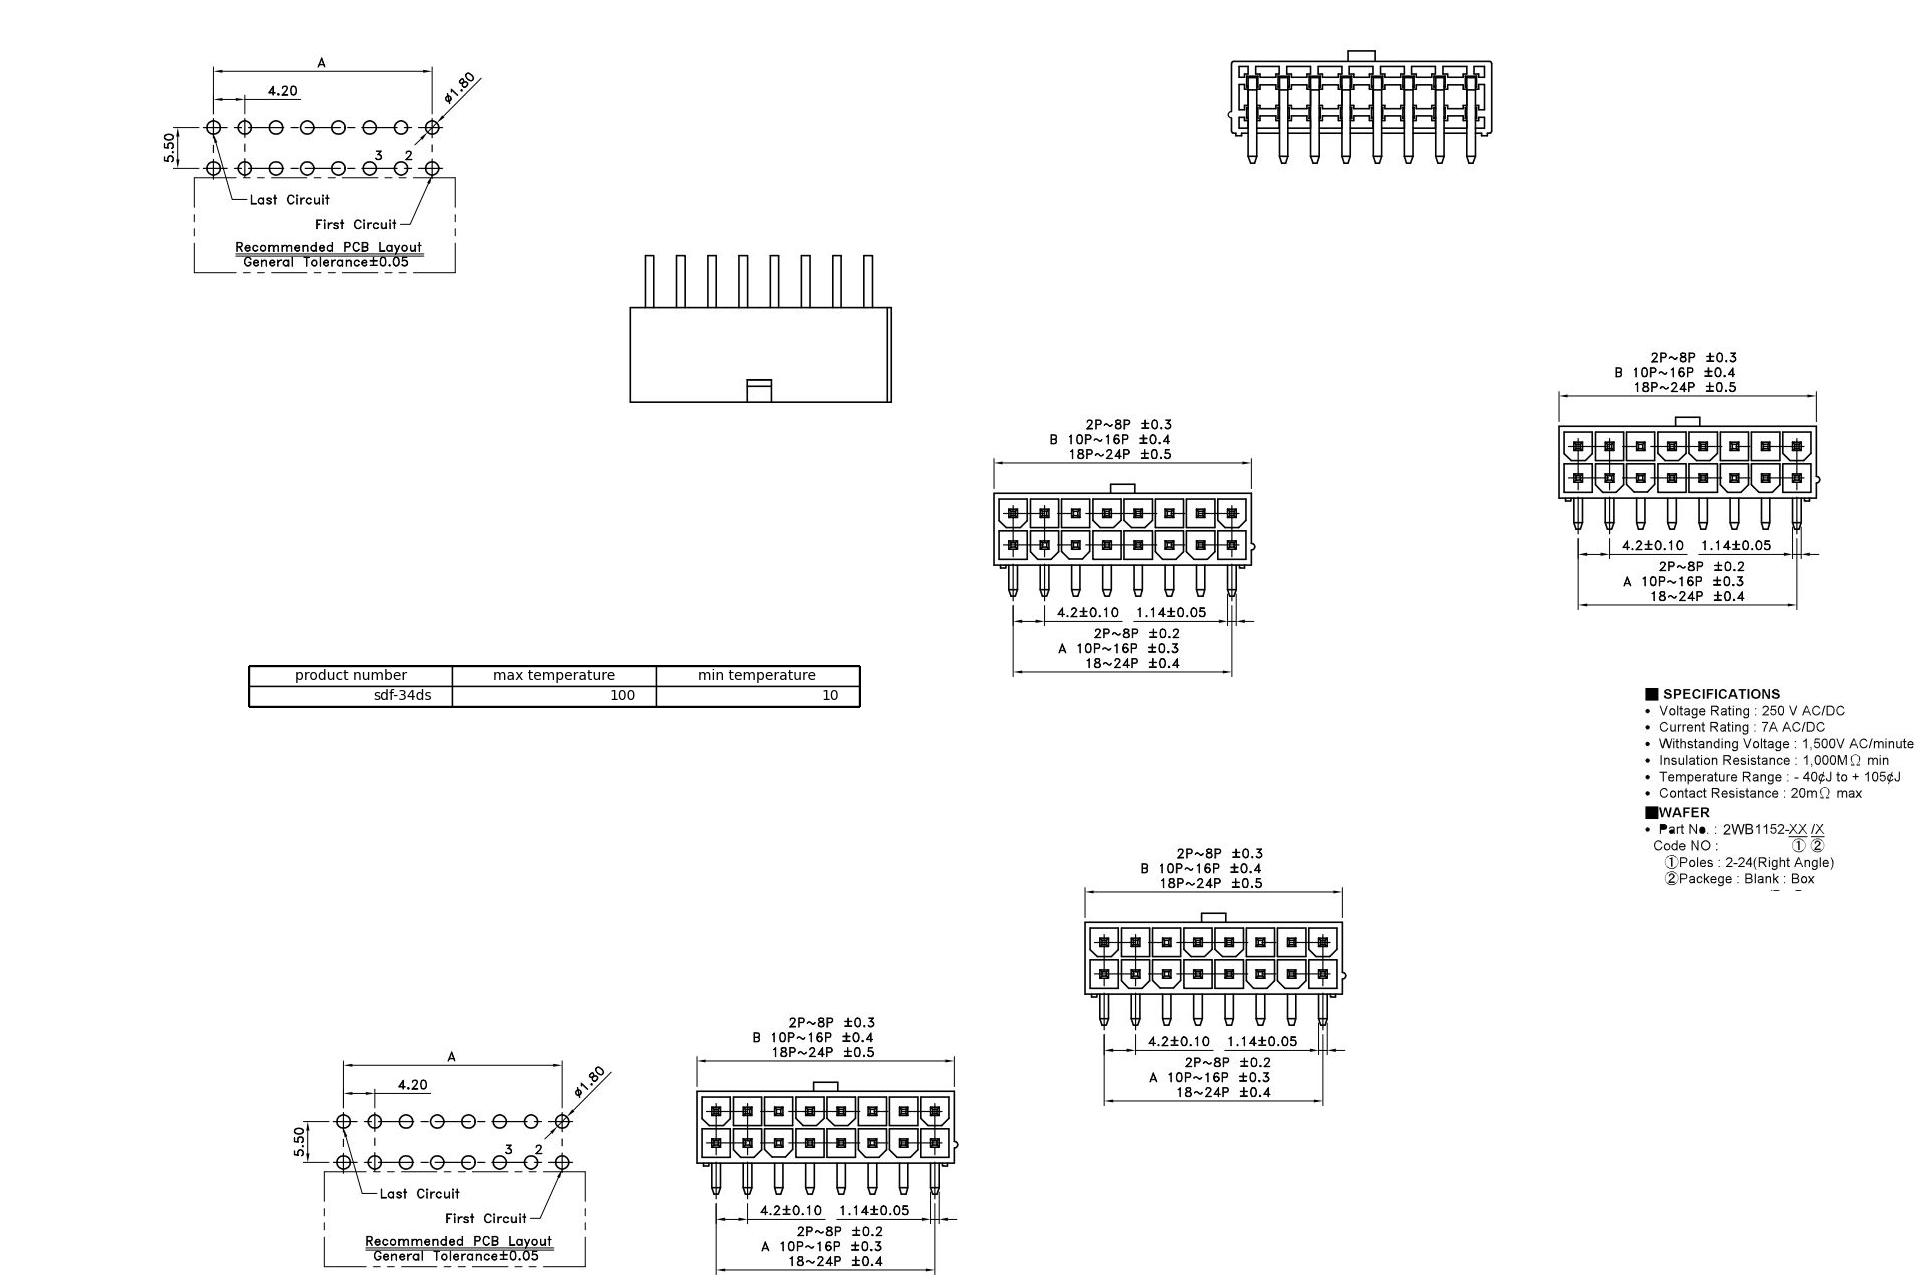 A
4.20
ø1.80
5.50
3 2
Last Circuit
First Circuit
Recommended PCB Layout
General Tolerance±0.05
2P~8P ±0.3
B 10P~16P ±0.4
18P~24P ±0.5
4.2±0.10 1.14±0.05
2P~8P ±0.2
A 10P~16P ±0.3
18~24P ±0.4
2P~8P ±0.3
B 10P~16P ±0.4
18P~24P ±0.5
4.2±0.10 1.14±0.05
2P~8P ±0.2
A 10P~16P ±0.3
18~24P ±0.4
product number max temperature min temperature
sdf-34ds 100 10
■ SPECIFICATIONS
• Voltage Rating : 250 V AC/DC
• Current Rating : 7A AC/DC
• Withstanding Voltage : 1,500V AC/minute
• Insulation Resistance : 1,000MΩ min
• Temperature Range : - 40¢J to + 105¢J
• Contact Resistance : 20mΩ max
■WAFER
• Part No. : 2WB1152-XX /X
Code NO : ① ②
①Poles : 2-24(Right Angle)
②Packege : Blank : Box
2P~8P ±0.3
B 10P~16P ±0.4
18P~24P ±0.5
4.2±0.10 1.14±0.05
2P~8P ±0.2
A 10P~16P ±0.3
18~24P ±0.4
A
4.20
ø1.80
5.50
3 2
Last Circuit
First Circuit
Recommended PCB Layout
General Tolerance±0.05
2P~8P ±0.3
B 10P~16P ±0.4
18P~24P ±0.5
4.2±0.10 1.14±0.05
2P~8P ±0.2
A 10P~16P ±0.3
18~24P ±0.4